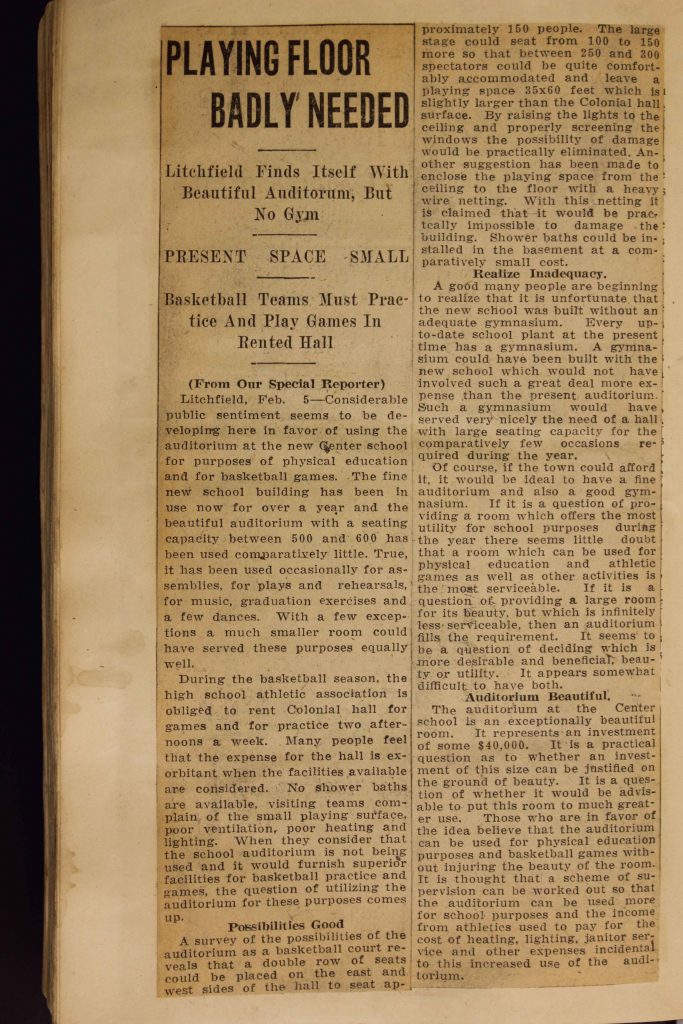 PLAYING FLOOR
BADLY NEEDED
Litchfield Finds Itself With
Beautiful Auditorum, But
No Gym
PRESENT SPACE SMALL
Basketball Teams Must Prac-
tice And Play Games In
Rented Hall
(From Our Special Reporter)
Litchfield, Feb. 5—Considerable
public sentiment seems to be de-
veloping here in favor of using the
auditorium at the new Center school
for purposes of physical education
and for basketball games. The fine
new school building has been in
use now for over a year and the
beautiful auditorium with a seating
capacity between 500 and 600 has
been used comparatively little. True,
it has been used occasionally for as-
semblies, for plays and rehearsals,
for music, graduation exercises and
a few dances. With a few excep-
tions a much smaller room could
have served these purposes equally
well.
During the basketball season, the
high school athletic association is
obliged to rent Colonial hall for
games and for practice two after-
noons a week. Many people feel
that the expense for the hall is ex-
orbitant when the facilities available
are considered. No shower baths
are available, visiting teams com-
plain of the small playing surface,
poor ventilation, poor heating and
lighting. When they consider that
the school auditorium is not being
used and it would furnish superior
facilities for basketball practice and
games, the question of utilizing the
auditorium for these purposes comes
up.
Possibilities Good
A survey of the possibilities of the
auditorium as a basketball court re-
veals that a double row of seats
could be placed on the east and
west sides of the hall to seat ap-
proximately 150 people. The large
stage could seat from 100 to 150
more so that between 250 and 300
spectators could be quite comfort-
ably accommodated and leave a
playing space 35x60 feet which is
slightly larger than the Colonial hall
surface. By raising the lights to the
ceiling and properly screening the
windows the possibility of damage
would be practically eliminated. An-
other suggestion has been made to
enclose the playing space from the
ceiling to the floor with a heavy
wire netting. With this netting it
is claimed that it would be prac-
tcally impossible to damage the
building. Shower baths could be in-
stalled in the basement at a com-
paratively small cost.
Realize Inadequacy.
A good many people are beginning
to realize that it is unfortunate that
the new school was built without an
adequate gymnasium. Every up-
to-date school plant at the present
time has a gymnasium. A gymna-
sium could have been built with the
new school which would not have
involved such a great deal more ex-
pense than the present auditorium.
Such a gymnasium would have
served very nicely the need of a hall
with large seating capacity for the
comparatively few occasions re-
quired during the year.
Of course, if the town could afford
it, it would be ideal to have a fine
auditorium and also a good gym-
nasium. If it is a question of pro-
viding a room which offers the most
utility for school purposes during
the year there seems little doubt
that a room which can be used for
physical education and athletic
games as well as other activities is
the most serviceable. If it is a
question of providing a large room
for its beauty, but which is infinitely
less serviceable, then an auditorium
fills the requirement. It seems to
be a question of deciding which is
more desirable and beneficial, beau-
ty or utility. It appears somewhat
difficult to have both.
Auditorium Beautiful.
The auditorium at the Center
school is an exceptionally beautiful
room. It represents an investment
of some $40,000. It is a practical
question as to whether an invest-
ment of this size can be justified on
the ground of beauty. It is a ques-
tion of whether it would be advis-
able to put this room to much great-
er use. Those who are in favor of
the idea believe that the auditorium
can be used for physical education
purposes and basketball games with-
out injuring the beauty of the room.
It is thought that a scheme of su-
pervision can be worked out so that
the auditorium can be used more
for school purposes and the income
from athletics used to pay for the
cost of heating, lighting, janitor ser-
vice and other expenses incidental
to this increased use of the audi-
torium.